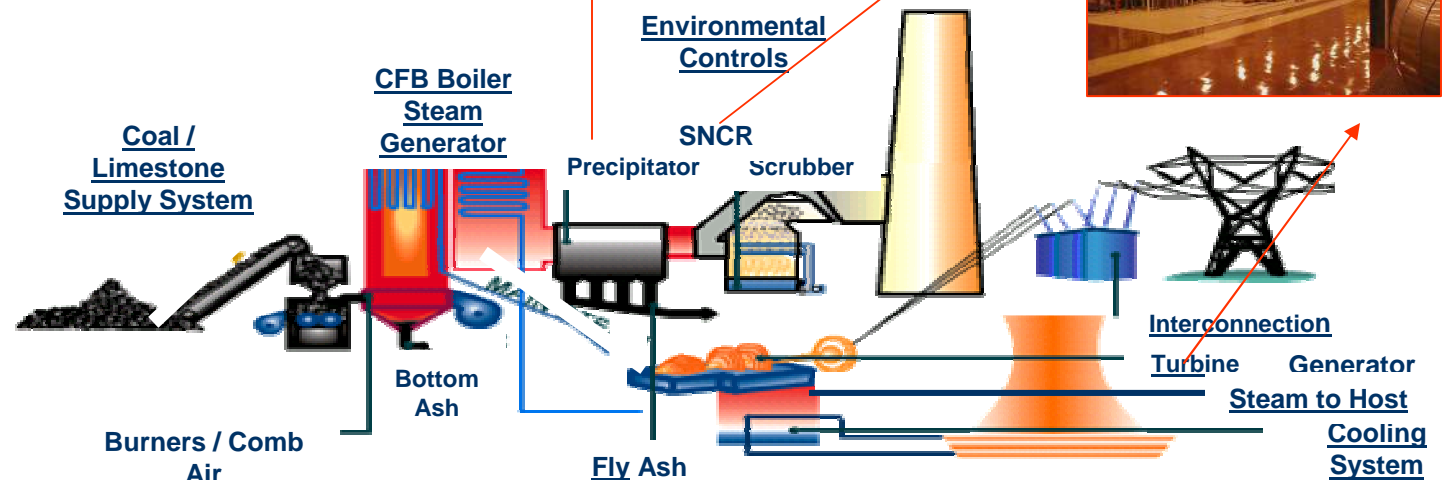 Environmental
Controls
CFB Boiler
Steam
Generator
Coal /
Limestone
Supply System
SNCR
Precipitator
Scrubber
Interconnection
Turbine
Generator
Bottom
Ash
Steam to Host
Burners / Comb
Air
Cooling
System
Fly Ash